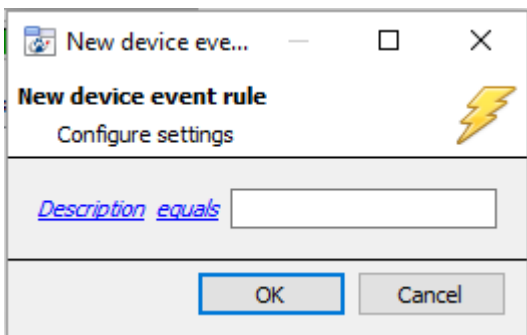 New device eve...
New device event rule
Configure settings
Description equals
OK Cancel